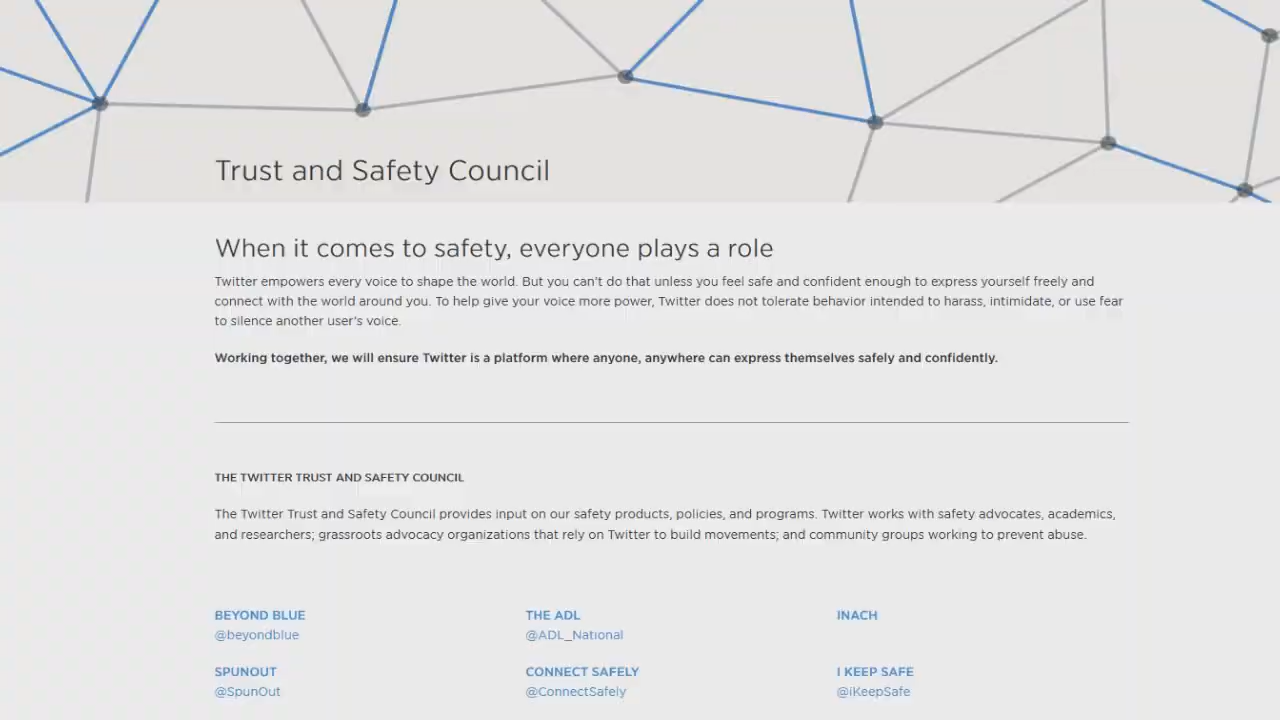 Trust and Safety Council
When it comes to safety, everyone plays a role
Twitter empowers every voice to shape the world. But you can't do that unless you feel safe and confident enough to express yourself freely and
connect with the world around you. To help give your voice more power, Twitter does not tolerate behavior intended to harass, intimidate, or use fear
to silence another user's voice.
Working together, we will ensure Twitter is a platform where anyone, anywhere can express themselves safely and confidently.
THE TWITTER TRUST AND SAFETY COUNCIL
The Twitter Trust and Safety Council provides input on our safety products, policies, and programs. Twitter works with safety advocates, academics,
and researchers; grassroots advocacy organizations that rely on Twitter to build movements; and community groups working to prevent abuse.
BEYOND BLUE
@beyondblue
THE ADL
@ADL_National
INACH
SPUNOUT
@SpunOut
CONNECT SAFELY
@ConnectSafely
I KEEP SAFE
@iKeepSafe